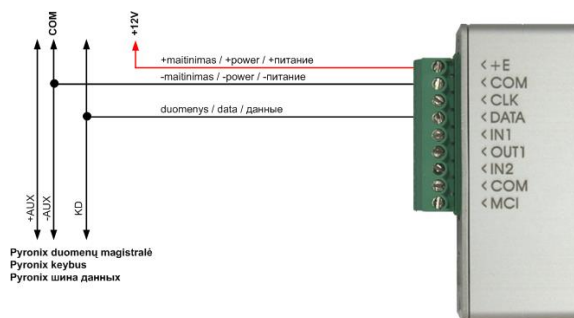 COM
+12V
+maitinimas / +power / +питание
-maitinimas / -power / -питание
duomenys / data / данные
+AUX
-AUX
KD
Pyronix duomenų magistralė
Pyronix keybus
Pyronix шина данных
<+E
<COM
<CLK
<DATA
<IN1
<OUT1
<IN2
<COM
<MCI